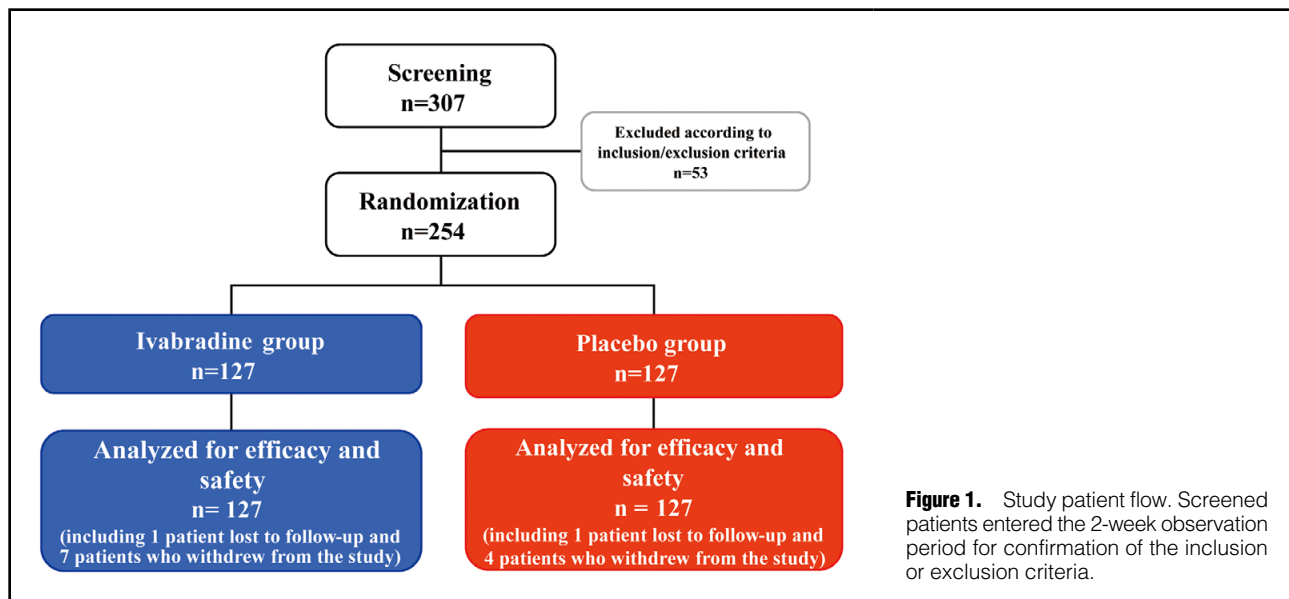 Screening
n=307
Excluded according to
inclusion/exclusion criteria
n=53
Randomization
n=254
Ivabradine group
n=127
Placebo group
n=127
Analyzed for efficacy and
safety
n= 127
(including 1 patient lost to follow-up and
7 patients who withdrew from the study)
Analyzed for efficacy and
safety
n = 127
(including 1 patient lost to follow-up and
4 patients who withdrew from the study)
Figure 1. Study patient flow. Screened
patients entered the 2-week observation
period for confirmation of the inclusion
or exclusion criteria.